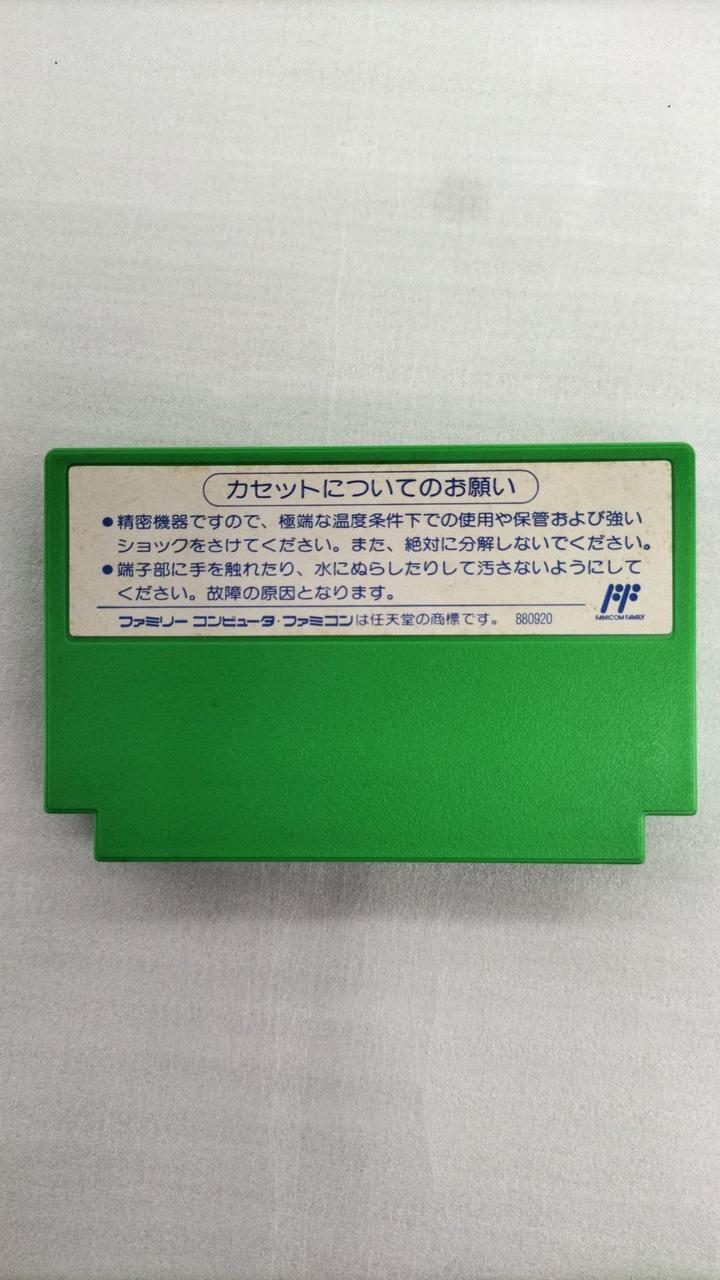 カセットについてのお願い
●精密機器ですので、極端な温度条件下での使用や保管および強い
ショックをさけてください。また、絶対に分解しないでください。
●端子部に手を触れたり、水にぬらしたりして汚さないようにして
ください。故障の原因となります。
ファミリー コンピュータ・ファミコンは任天堂の商標です。 880920
FAMICOM FAMILY